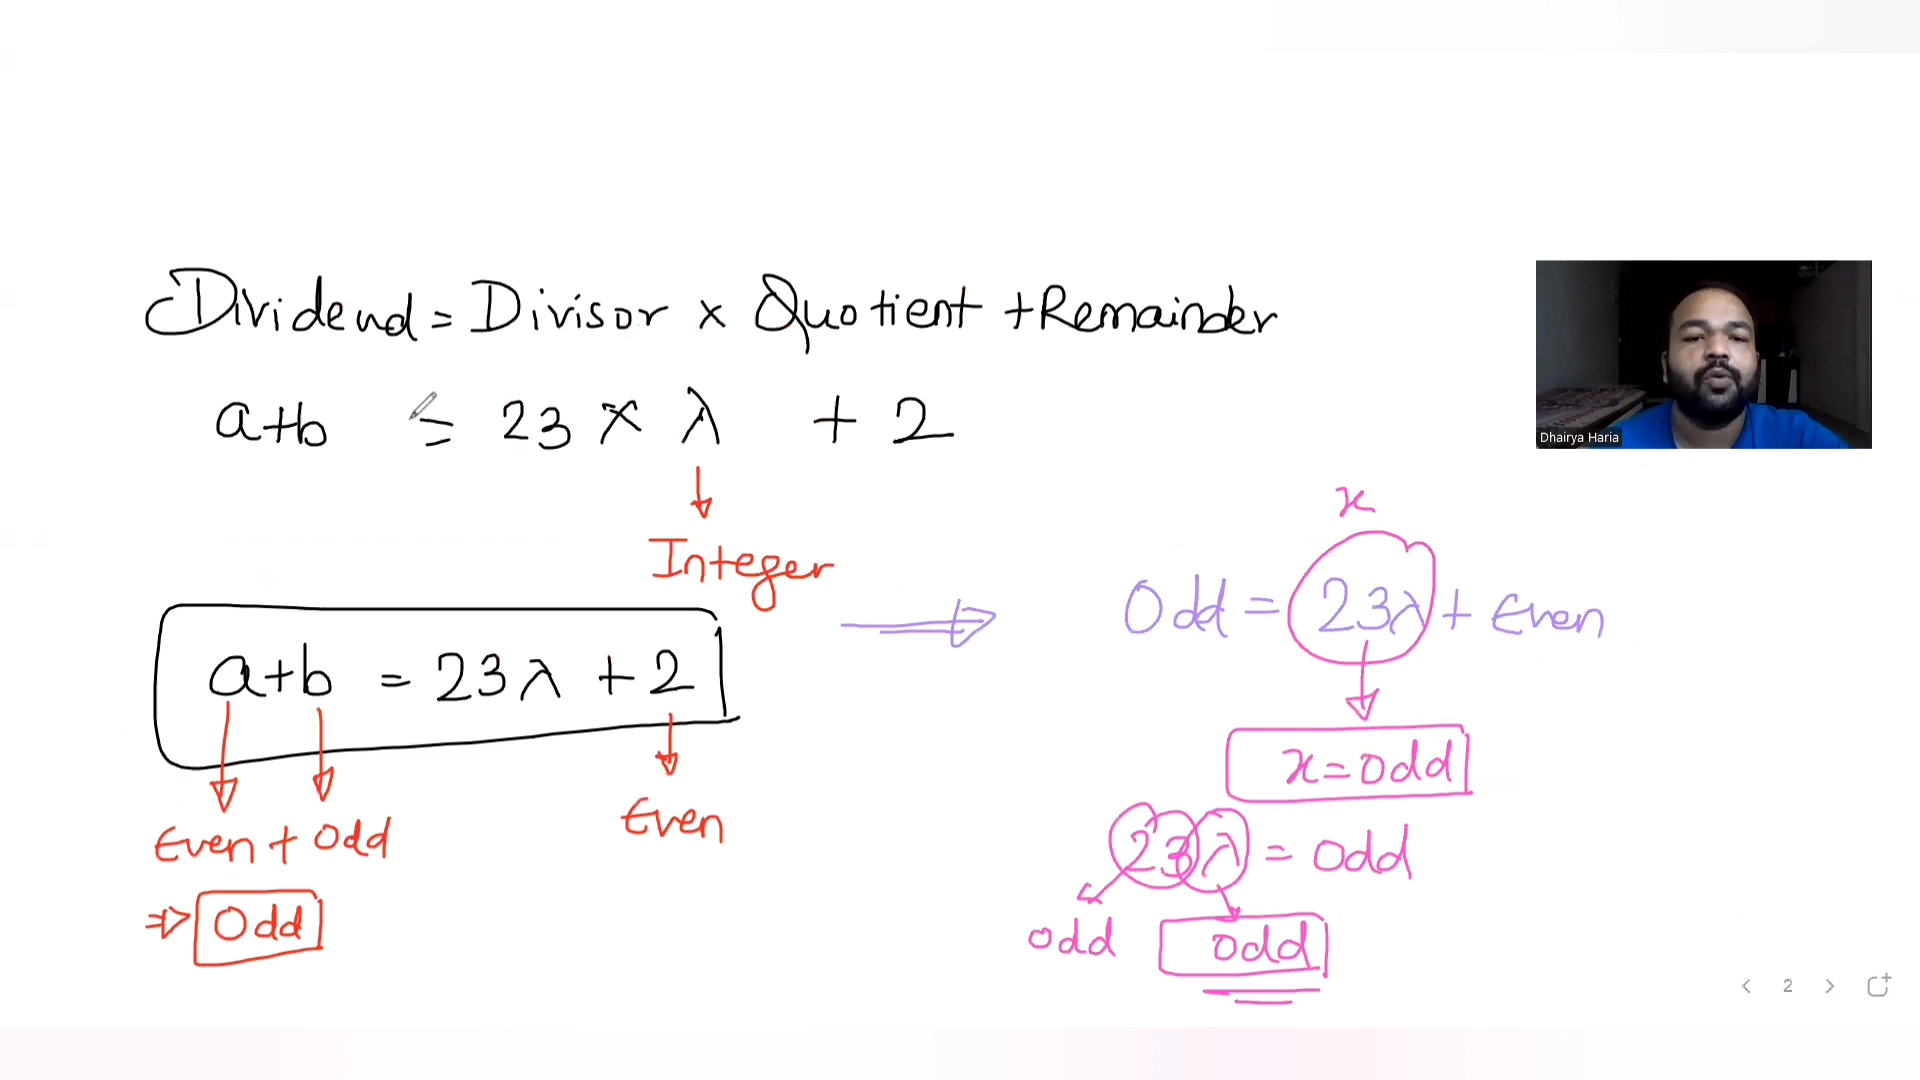 Dividend = Divisor × Quotient + Remainder
a+b = 23 × λ + 2
Dhairya Haria
Integer
a+b = 23λ + 2
Even + Odd
Even
⇒ Odd
x
Odd = 23λ + Even
x = odd
23λ = Odd
odd
odd
2